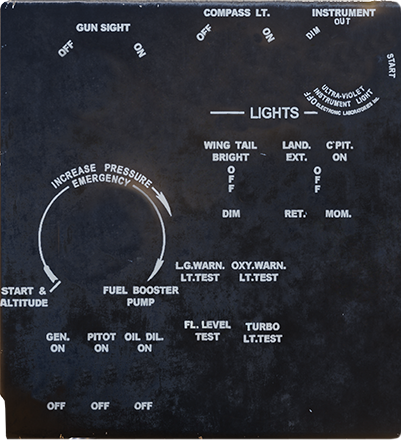 COMPASS LT. INSTRUMENT
OUT
GUN SIGHT
OFF ON OFF ON DIM
START
ULTRA-VIOLET
INSTRUMENT LIGHT
OFF
ELECTRONIC LABORATORIES INC.
LIGHTS
WING TAIL LAND. C'PIT.
BRIGHT EXT. ON
O O
F F
F F
DIM RET. MOM.
INCREASE PRESSURE
EMERGENCY
L.G.WARN. OXY.WARN.
LT.TEST LT.TEST
START & FUEL BOOSTER
ALTITUDE PUMP
FL. LEVEL TURBO
TEST LT.TEST
GEN. PITOT OIL DIL.
ON ON ON
OFF OFF OFF